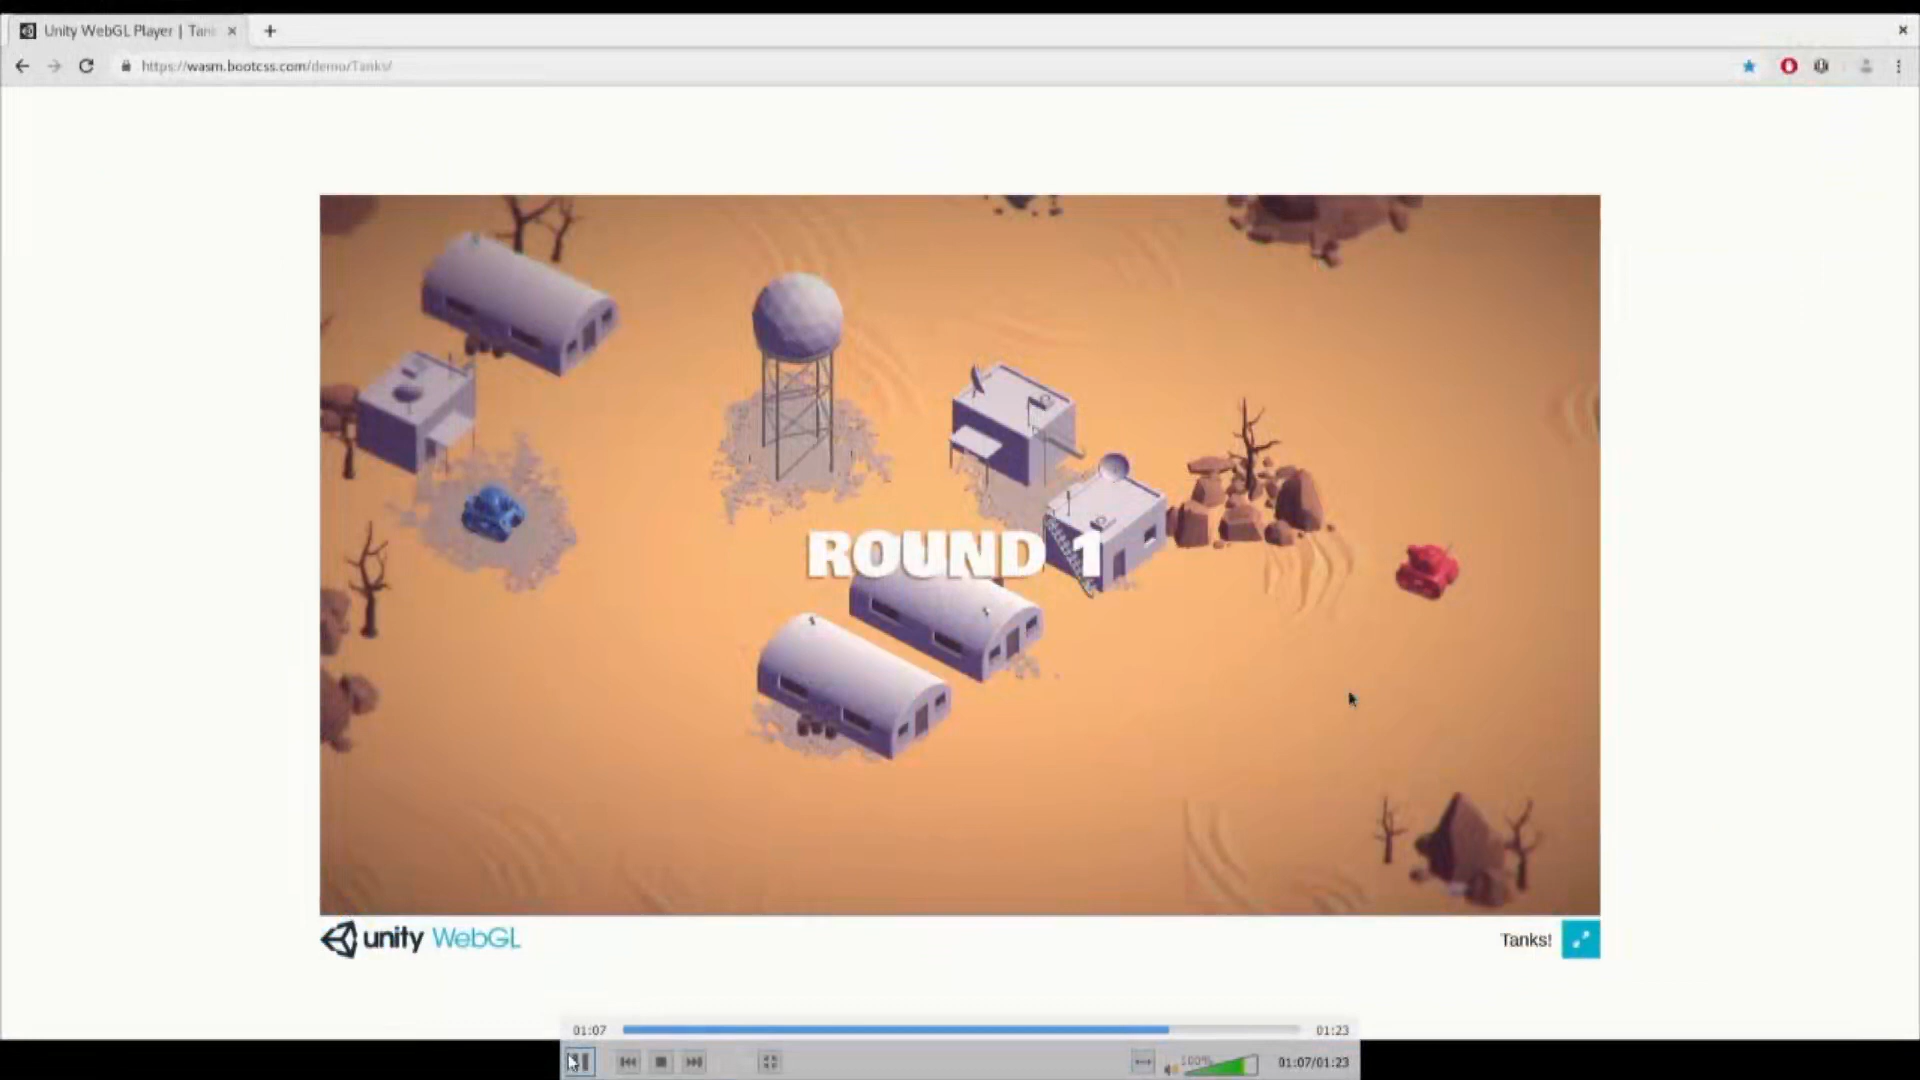 Unity WebGL Player | Tan
https://wasm.bootcss.com/demo/Tanks/
ROUND 1
unity WebGL
Tanks!
01:07
01:23
100%
01:07/01:23